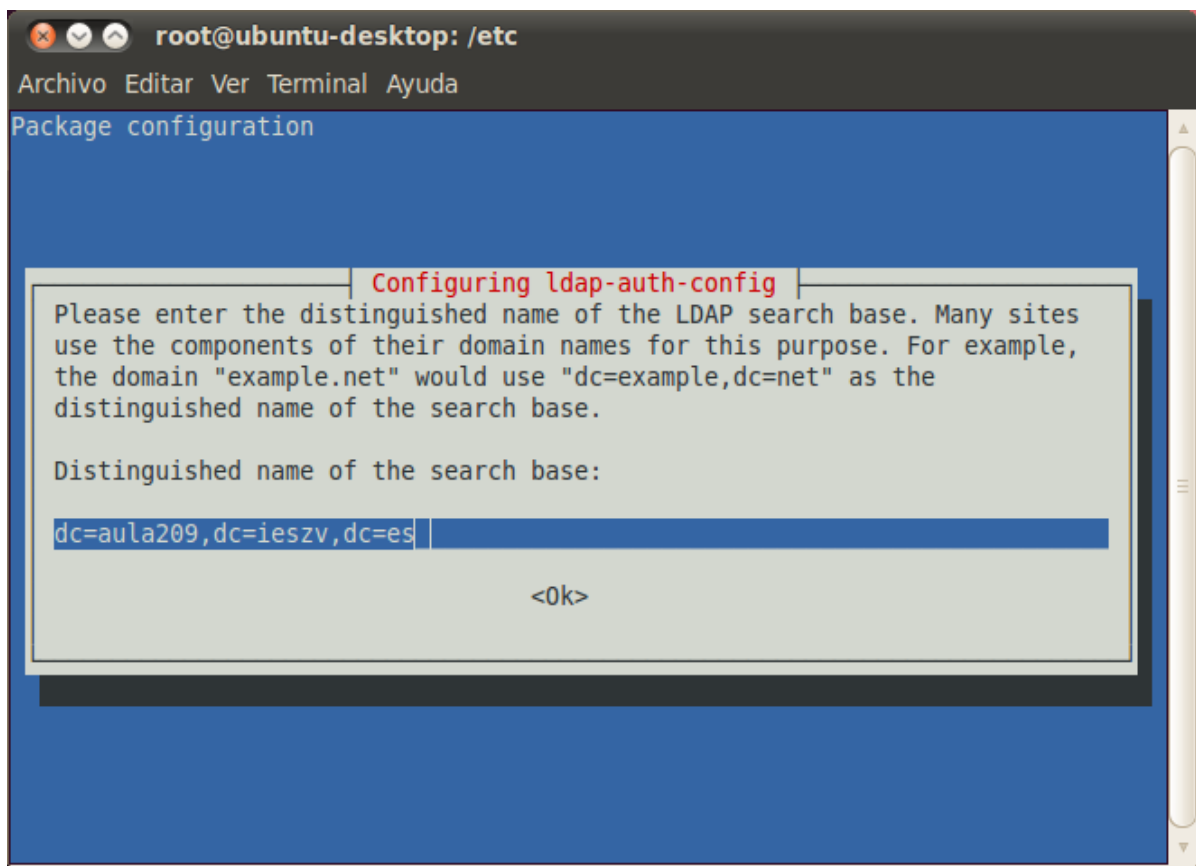 root@ubuntu-desktop: /etc
Archivo Editar Ver Terminal Ayuda
Package configuration
Configuring ldap-auth-config
Please enter the distinguished name of the LDAP search base. Many sites
use the components of their domain names for this purpose. For example,
the domain "example.net" would use "dc=example,dc=net" as the
distinguished name of the search base.
Distinguished name of the search base:
dc=aula209,dc=ieszv,dc=es
<Ok>